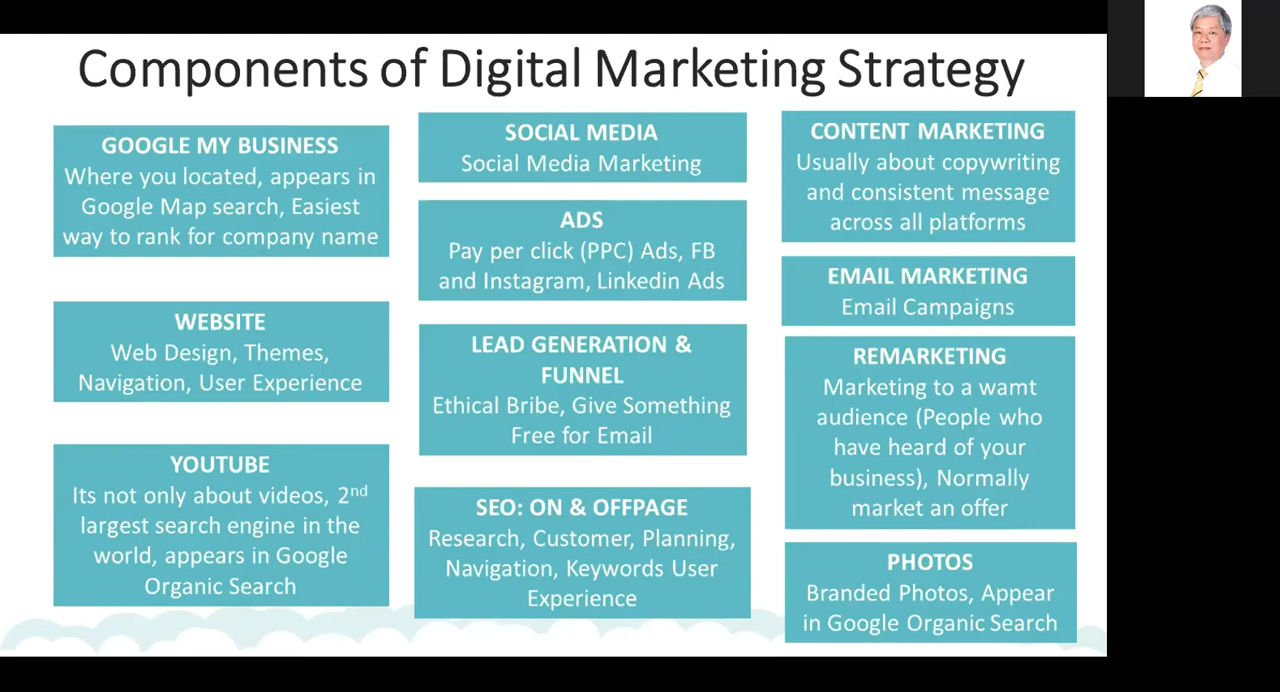 Components of Digital Marketing Strategy
GOOGLE MY BUSINESS
Where you located, appears in
Google Map search, Easiest
way to rank for company name
WEBSITE
Web Design, Themes,
Navigation, User Experience
YOUTUBE
Its not only about videos, 2nd
largest search engine in the
world, appears in Google
Organic Search
SOCIAL MEDIA
Social Media Marketing
ADS
Pay per click (PPC) Ads, FB
and Instagram, Linkedin Ads
LEAD GENERATION &
FUNNEL
Ethical Bribe, Give Something
Free for Email
SEO: ON & OFFPAGE
Research, Customer, Planning,
Navigation, Keywords User
Experience
CONTENT MARKETING
Usually about copywriting
and consistent message
across all platforms
EMAIL MARKETING
Email Campaigns
REMARKETING
Marketing to a wamt
audience (People who
have heard of your
business), Normally
market an offer
PHOTOS
Branded Photos, Appear
in Google Organic Search